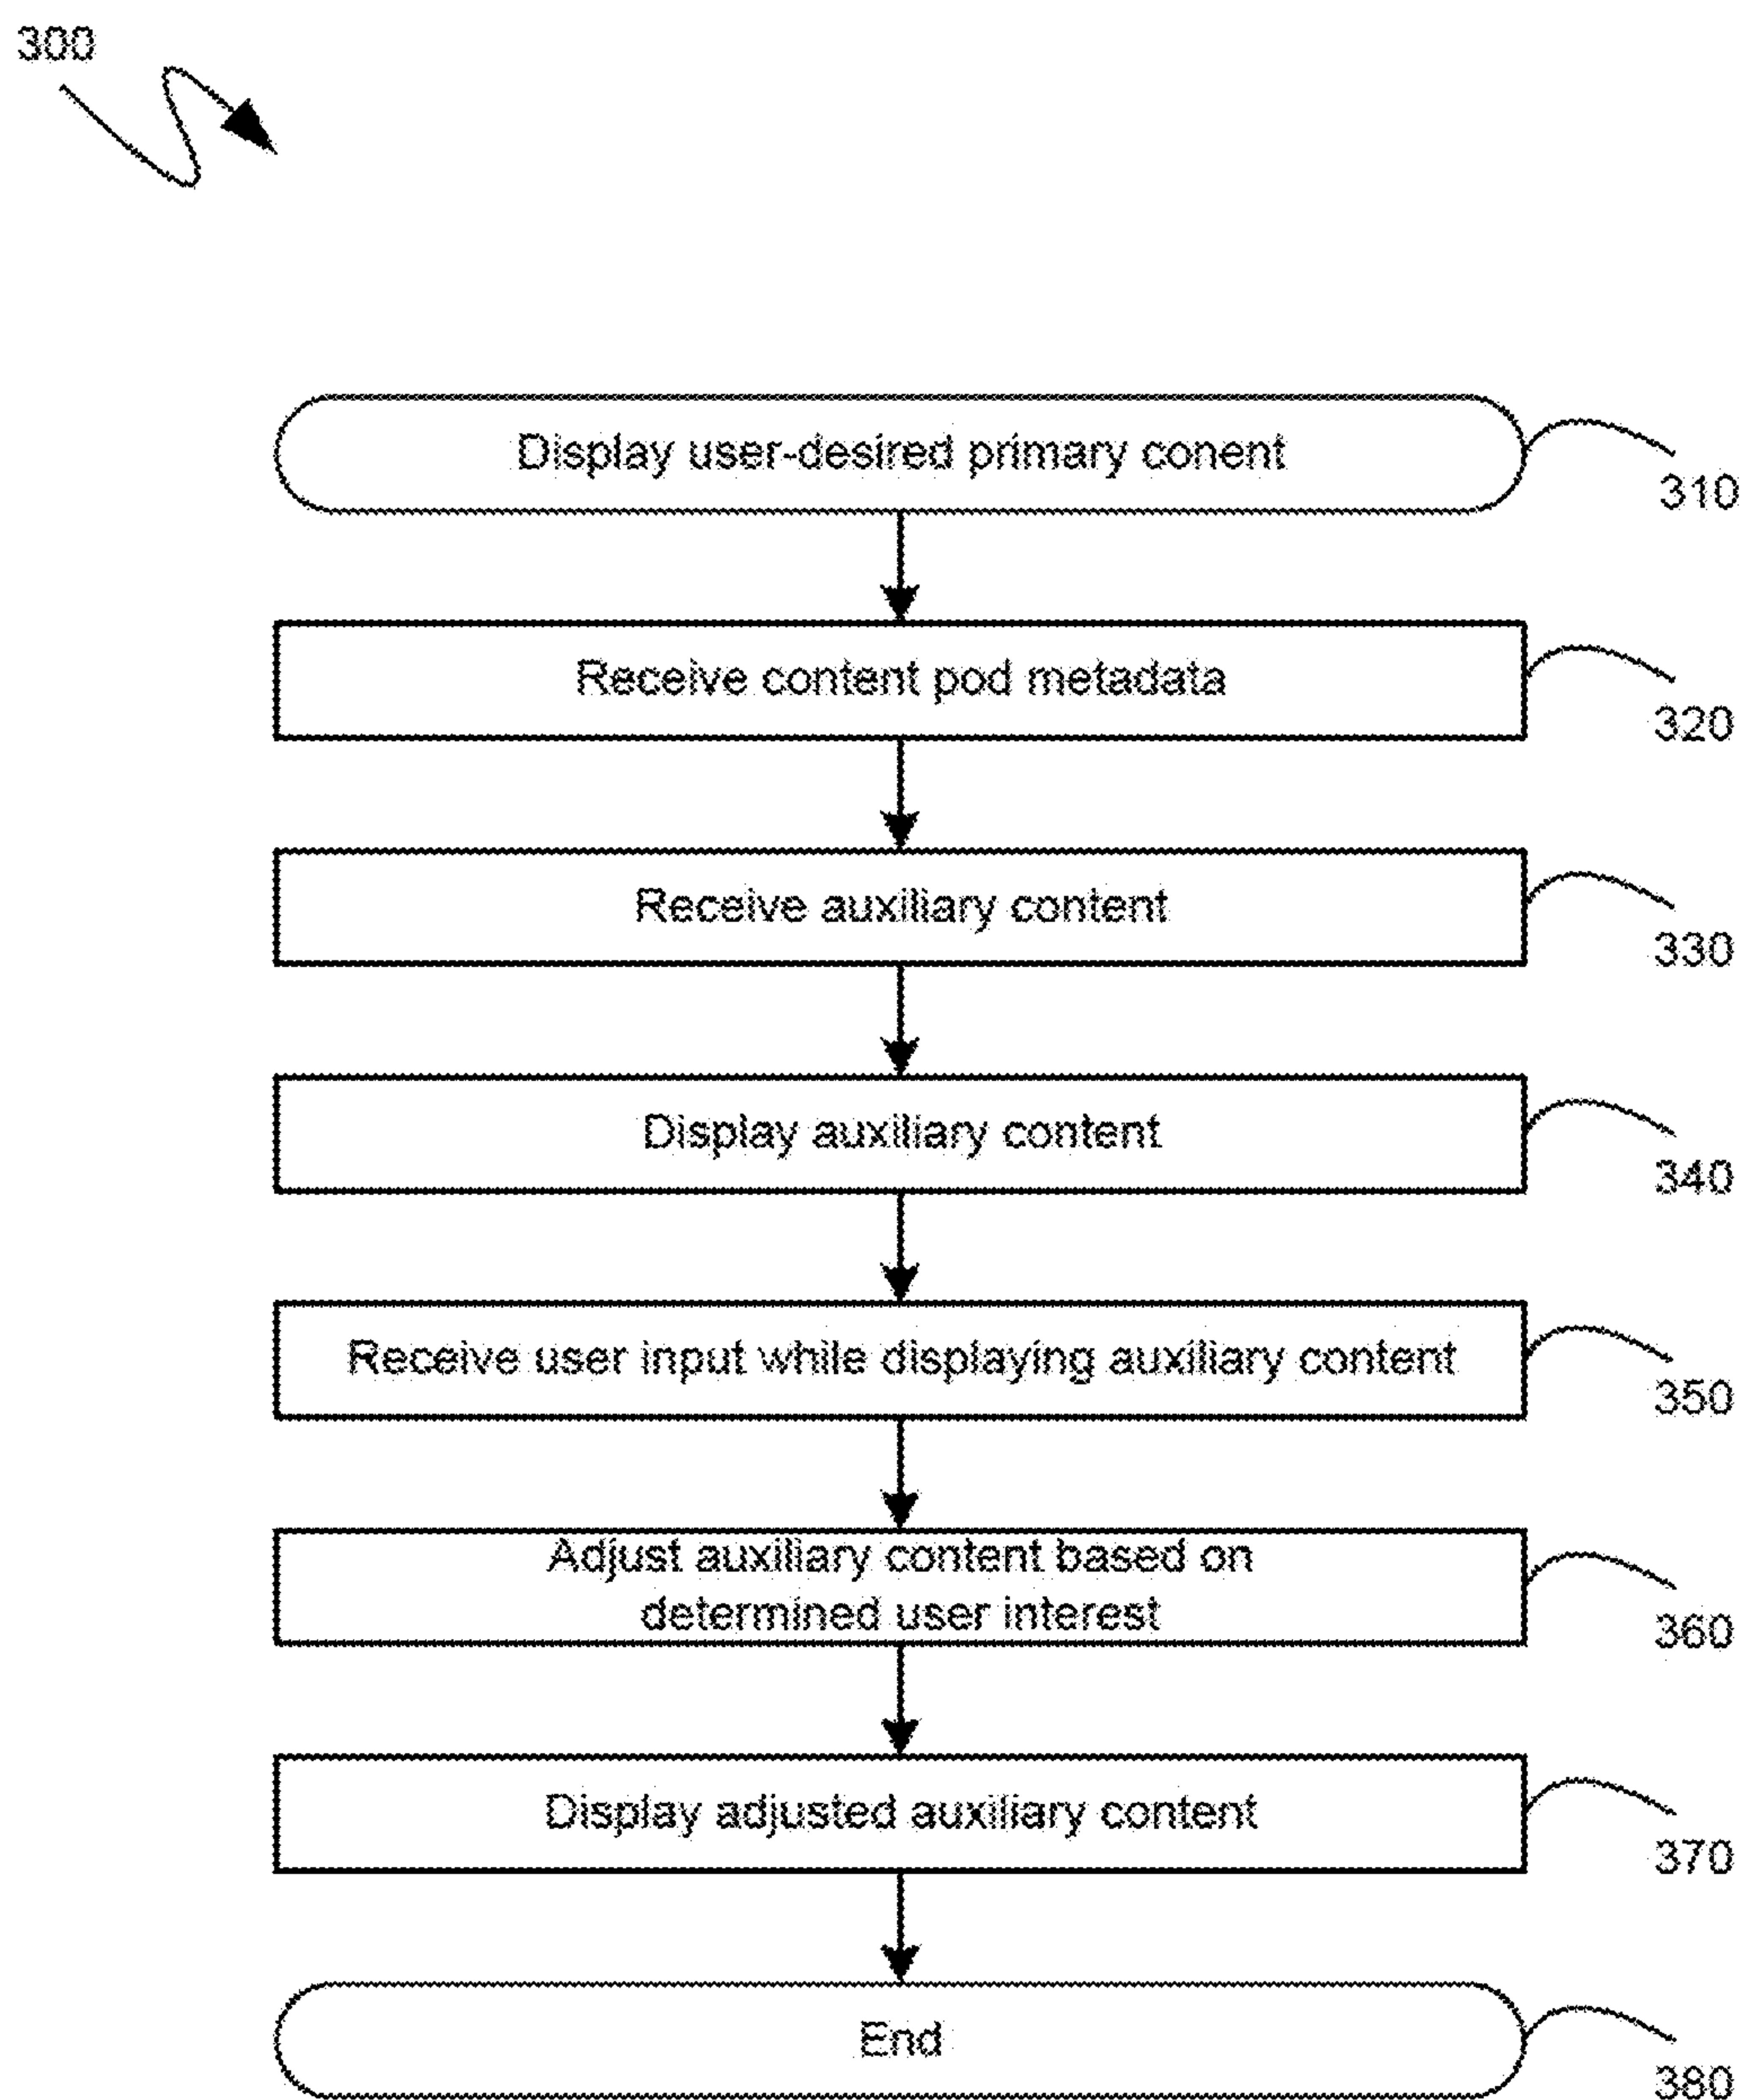 300
Display user-desired primary conent
310
Receive content pod metadata
320
Receive auxiliary content
330
Display auxiliary content
340
Receive user input while displaying auxiliary content
350
Adjust auxiliary content based on
determined user interest
360
Display adjusted auxiliary content
370
End
380